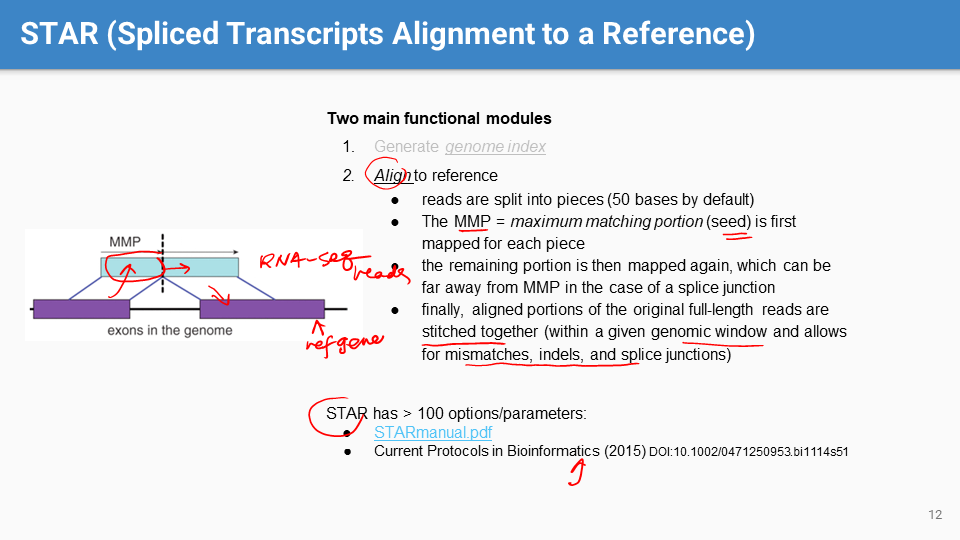 STAR (Spliced Transcripts Alignment to a Reference)
Two main functional modules
1. Generate genome index
2. Align to reference
● reads are split into pieces (50 bases by default)
● The MMP = maximum matching portion (seed) is first
mapped for each piece
● the remaining portion is then mapped again, which can be
far away from MMP in the case of a splice junction
● finally, aligned portions of the original full-length reads are
stitched together (within a given genomic window and allows
for mismatches, indels, and splice junctions)
MMP
RNA-seq
reads
exons in the genome
ref gene
STAR has > 100 options/parameters:
● STARmanual.pdf
● Current Protocols in Bioinformatics (2015) DOI:10.1002/0471250953.bi1114s51
12